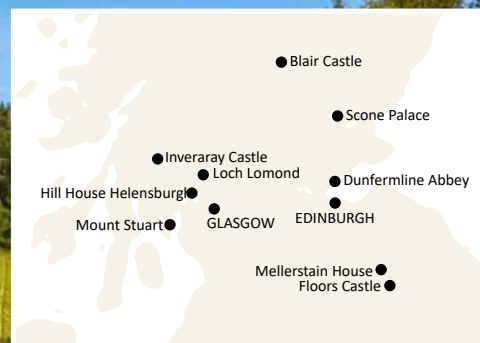 Blair Castle
Scone Palace
Inveraray Castle
Loch Lomond
Dunfermline Abbey
Hill House Helensburgh
EDINBURGH
GLASGOW
Mount Stuart
Mellerstain House
Floors Castle